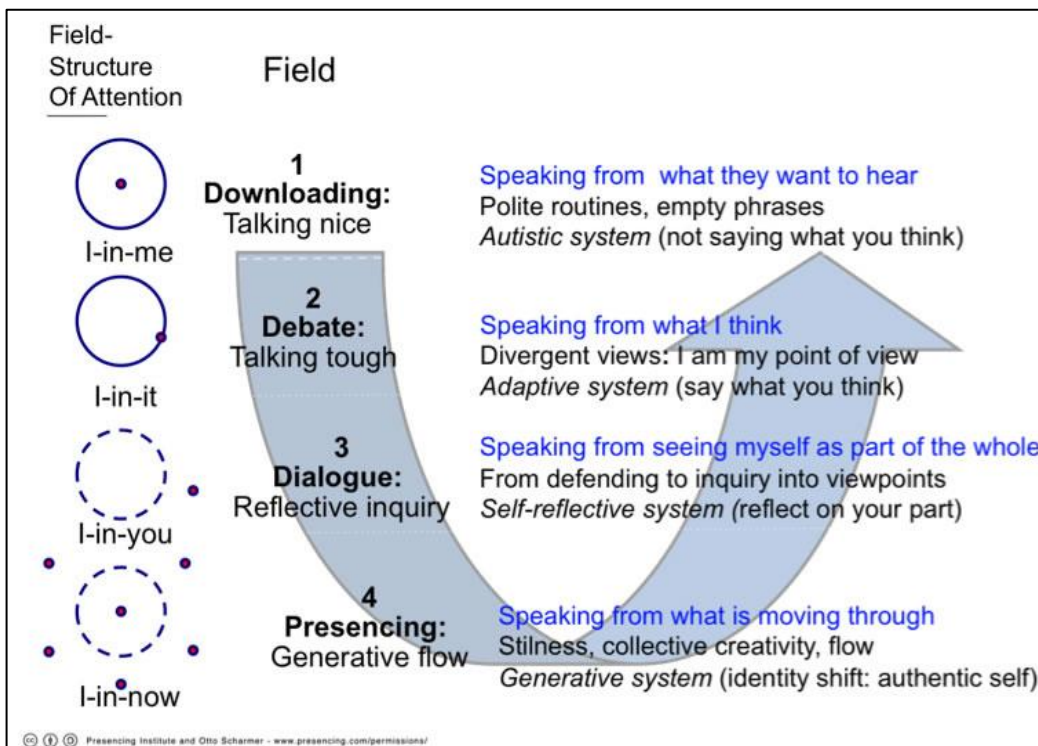 Field-
Structure
Of Attention
Field
I-in-me
1
Downloading:
Talking nice
Speaking from  what they want to hear
Polite routines, empty phrases
Autistic system (not saying what you think)
I-in-it
2
Debate:
Talking tough
Speaking from what I think
Divergent views: I am my point of view
Adaptive system (say what you think)
I-in-you
3
Dialogue:
Reflective inquiry
Speaking from seeing myself as part of the whole
From defending to inquiry into viewpoints
Self-reflective system (reflect on your part)
I-in-now
4
Presencing:
Generative flow
Speaking from what is moving through
Stilness, collective creativity, flow
Generative system (identity shift: authentic self)
Presencing Institute and Otto Scharmer - www.presencing.com/permissions/